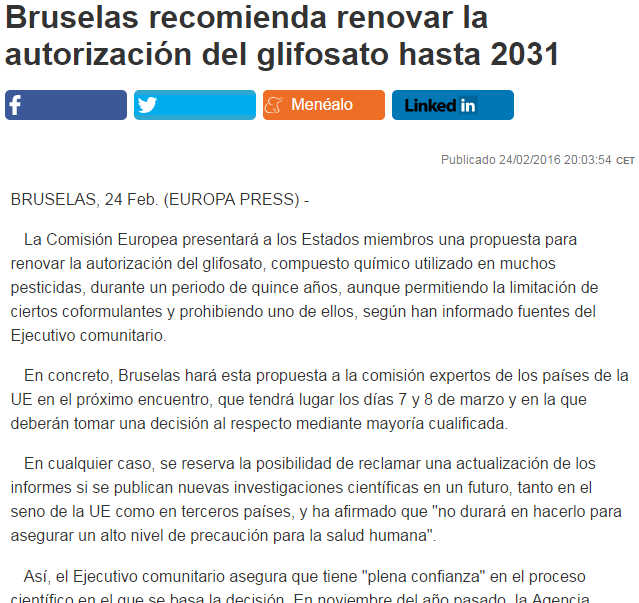 Bruselas recomienda renovar la
autorización del glifosato hasta 2031
f
Menéalo
Linked in
Publicado 24/02/2016 20:03:54 CET
BRUSELAS, 24 Feb. (EUROPA PRESS) -
La Comisión Europea presentará a los Estados miembros una propuesta para
renovar la autorización del glifosato, compuesto químico utilizado en muchos
pesticidas, durante un periodo de quince años, aunque permitiendo la limitación de
ciertos coformulantes y prohibiendo uno de ellos, según han informado fuentes del
Ejecutivo comunitario.
En concreto, Bruselas hará esta propuesta a la comisión expertos de los países de la
UE en el próximo encuentro, que tendrá lugar los días 7 y 8 de marzo y en la que
deberán tomar una decisión al respecto mediante mayoría cualificada.
En cualquier caso, se reserva la posibilidad de reclamar una actualización de los
informes si se publican nuevas investigaciones científicas en un futuro, tanto en el
seno de la UE como en terceros países, y ha afirmado que "no durará en hacerlo para
asegurar un alto nivel de precaución para la salud humana".
Así, el Ejecutivo comunitario asegura que tiene "plena confianza" en el proceso
científico en el que se basa la decisión. En noviembre del año pasado, la Agencia